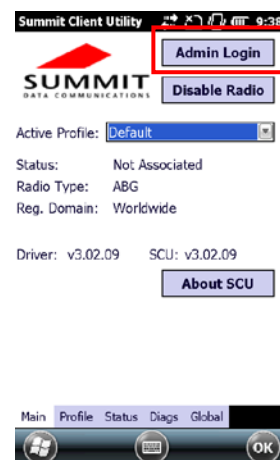 Summit Client Utility 9:38
Admin Login
SUMMIT
DATA COMMUNICATIONS
Disable Radio
Active Profile: Default
Status: Not Associated
Radio Type: ABG
Reg. Domain: Worldwide
Driver: v3.02.09 SCU: v3.02.09
About SCU
Main Profile Status Diags Global
OK